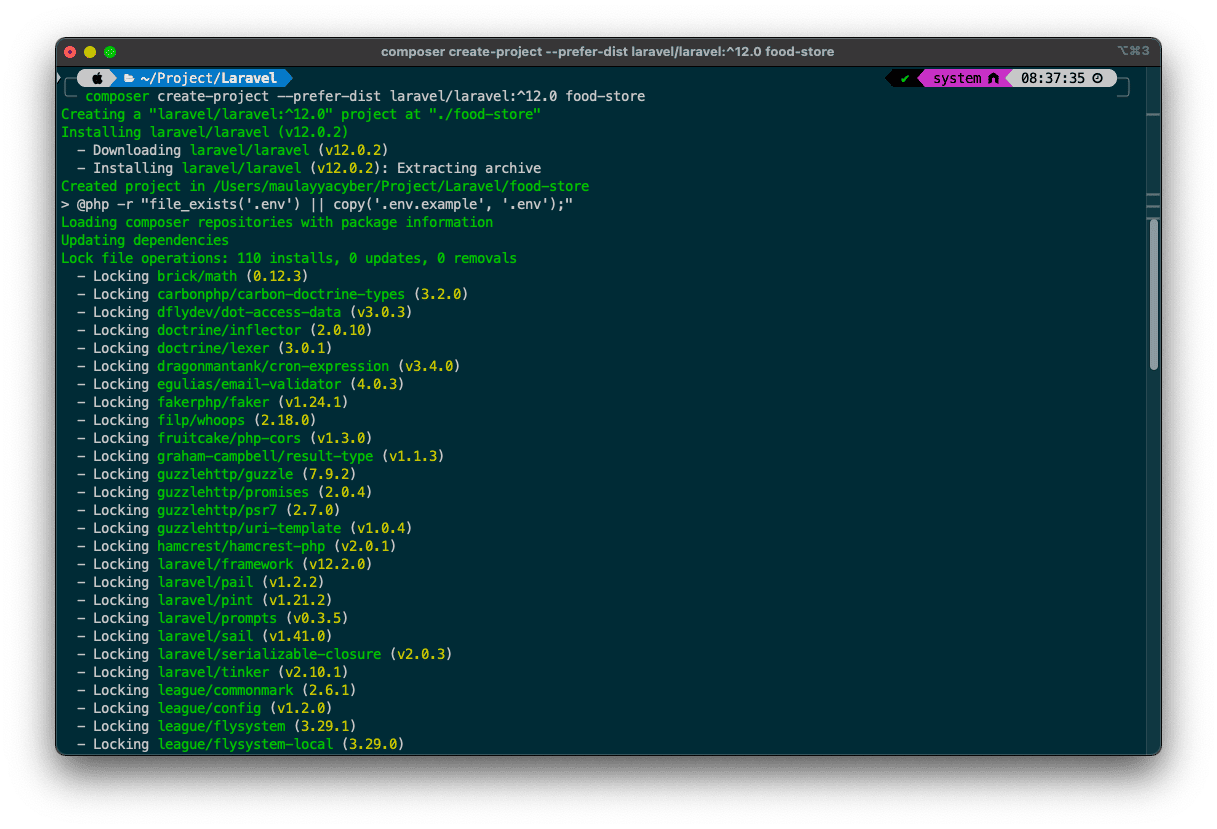 composer create-project --prefer-dist laravel/laravel:^12.0 food-store
⌥⌘3
~/Project/Laravel
✔ system 08:37:35
composer create-project --prefer-dist laravel/laravel:^12.0 food-store
Creating a "laravel/laravel:^12.0" project at "./food-store"
Installing laravel/laravel (v12.0.2)
- Downloading laravel/laravel (v12.0.2)
- Installing laravel/laravel (v12.0.2): Extracting archive
Created project in /Users/maulayyacyber/Project/Laravel/food-store
> @php -r "file_exists('.env') || copy('.env.example', '.env');"
Loading composer repositories with package information
Updating dependencies
Lock file operations: 110 installs, 0 updates, 0 removals
- Locking brick/math (0.12.3)
- Locking carbonphp/carbon-doctrine-types (3.2.0)
- Locking dflydev/dot-access-data (v3.0.3)
- Locking doctrine/inflector (2.0.10)
- Locking doctrine/lexer (3.0.1)
- Locking dragonmantank/cron-expression (v3.4.0)
- Locking egulias/email-validator (4.0.3)
- Locking fakerphp/faker (v1.24.1)
- Locking filp/whoops (2.18.0)
- Locking fruitcake/php-cors (v1.3.0)
- Locking graham-campbell/result-type (v1.1.3)
- Locking guzzlehttp/guzzle (7.9.2)
- Locking guzzlehttp/promises (2.0.4)
- Locking guzzlehttp/psr7 (2.7.0)
- Locking guzzlehttp/uri-template (v1.0.4)
- Locking hamcrest/hamcrest-php (v2.0.1)
- Locking laravel/framework (v12.2.0)
- Locking laravel/pail (v1.2.2)
- Locking laravel/pint (v1.21.2)
- Locking laravel/prompts (v0.3.5)
- Locking laravel/sail (v1.41.0)
- Locking laravel/serializable-closure (v2.0.3)
- Locking laravel/tinker (v2.10.1)
- Locking league/commonmark (2.6.1)
- Locking league/config (v1.2.0)
- Locking league/flysystem (3.29.1)
- Locking league/flysystem-local (3.29.0)